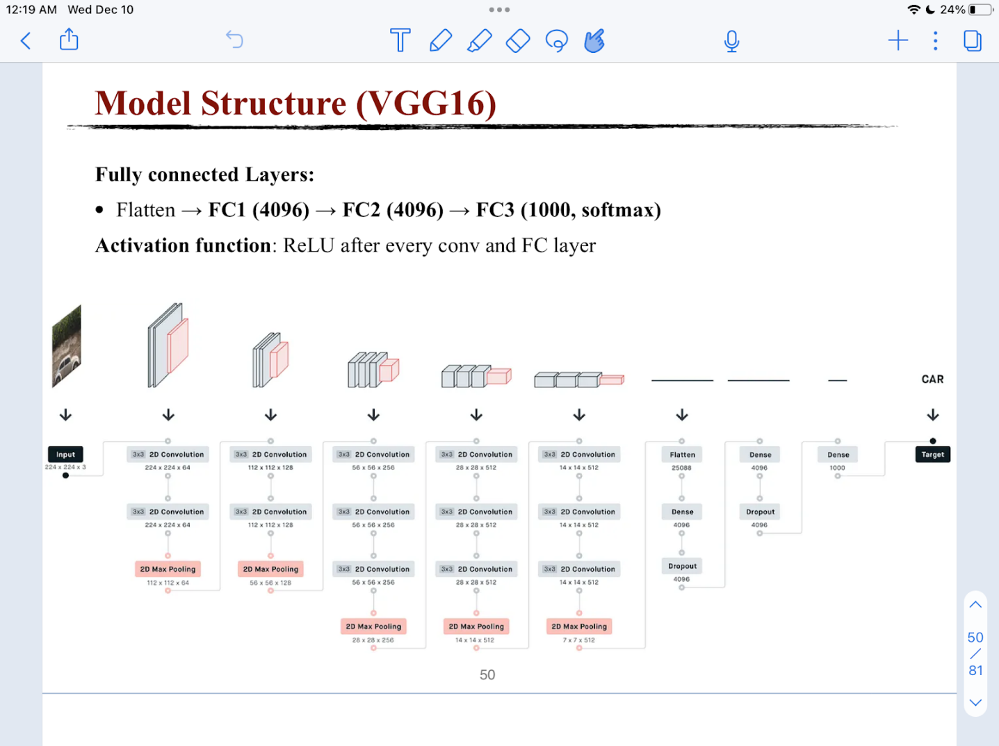 12:19 AM Wed Dec 10
24%
Model Structure (VGG16)
Fully connected Layers:
• Flatten → FC1 (4096) → FC2 (4096) → FC3 (1000, softmax)
Activation function: ReLU after every conv and FC layer
CAR
Input
224 x 224 x 3
3x3 2D Convolution
224 x 224 x 64
3x3 2D Convolution
224 x 224 x 64
2D Max Pooling
112 x 112 x 64
3x3 2D Convolution
112 x 112 x 128
3x3 2D Convolution
112 x 112 x 128
2D Max Pooling
56 x 56 x 128
3x3 2D Convolution
56 x 56 x 256
3x3 2D Convolution
56 x 56 x 256
3x3 2D Convolution
56 x 56 x 256
2D Max Pooling
28 x 28 x 256
3x3 2D Convolution
28 x 28 x 512
3x3 2D Convolution
28 x 28 x 512
3x3 2D Convolution
28 x 28 x 512
2D Max Pooling
14 x 14 x 512
3x3 2D Convolution
14 x 14 x 512
3x3 2D Convolution
14 x 14 x 512
3x3 2D Convolution
14 x 14 x 512
2D Max Pooling
7 x 7 x 512
Flatten
25088
Dense
4096
Dropout
4096
Dense
4096
Dropout
4096
Dense
1000
Target
50
50
/
81